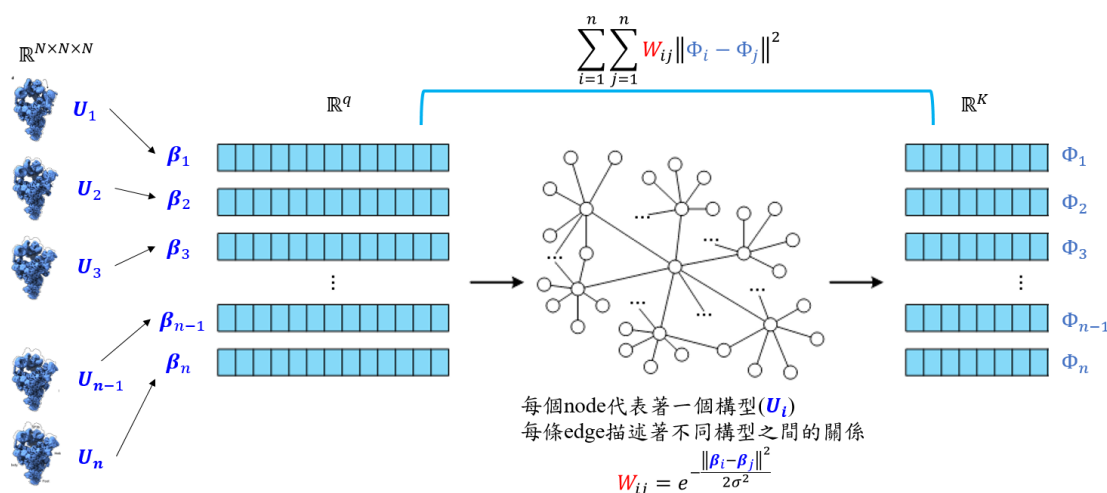 ℝ^{N×N×N}
∑_{i=1}^{n} ∑_{j=1}^{n} W_{ij}‖Φ_i − Φ_j‖²
ℝ^q
ℝ^K
U_1
U_2
U_3
U_{n−1}
U_n
β_1
β_2
β_3
⋮
β_{n−1}
β_n
...
...
...
...
...
...
...
Φ_1
Φ_2
Φ_3
⋮
Φ_{n−1}
Φ_n
每個node代表著一個構型(U_i)
每條edge描述著不同構型之間的關係
W_{ij} = e^{−‖β_i−β_j‖²/2σ²}